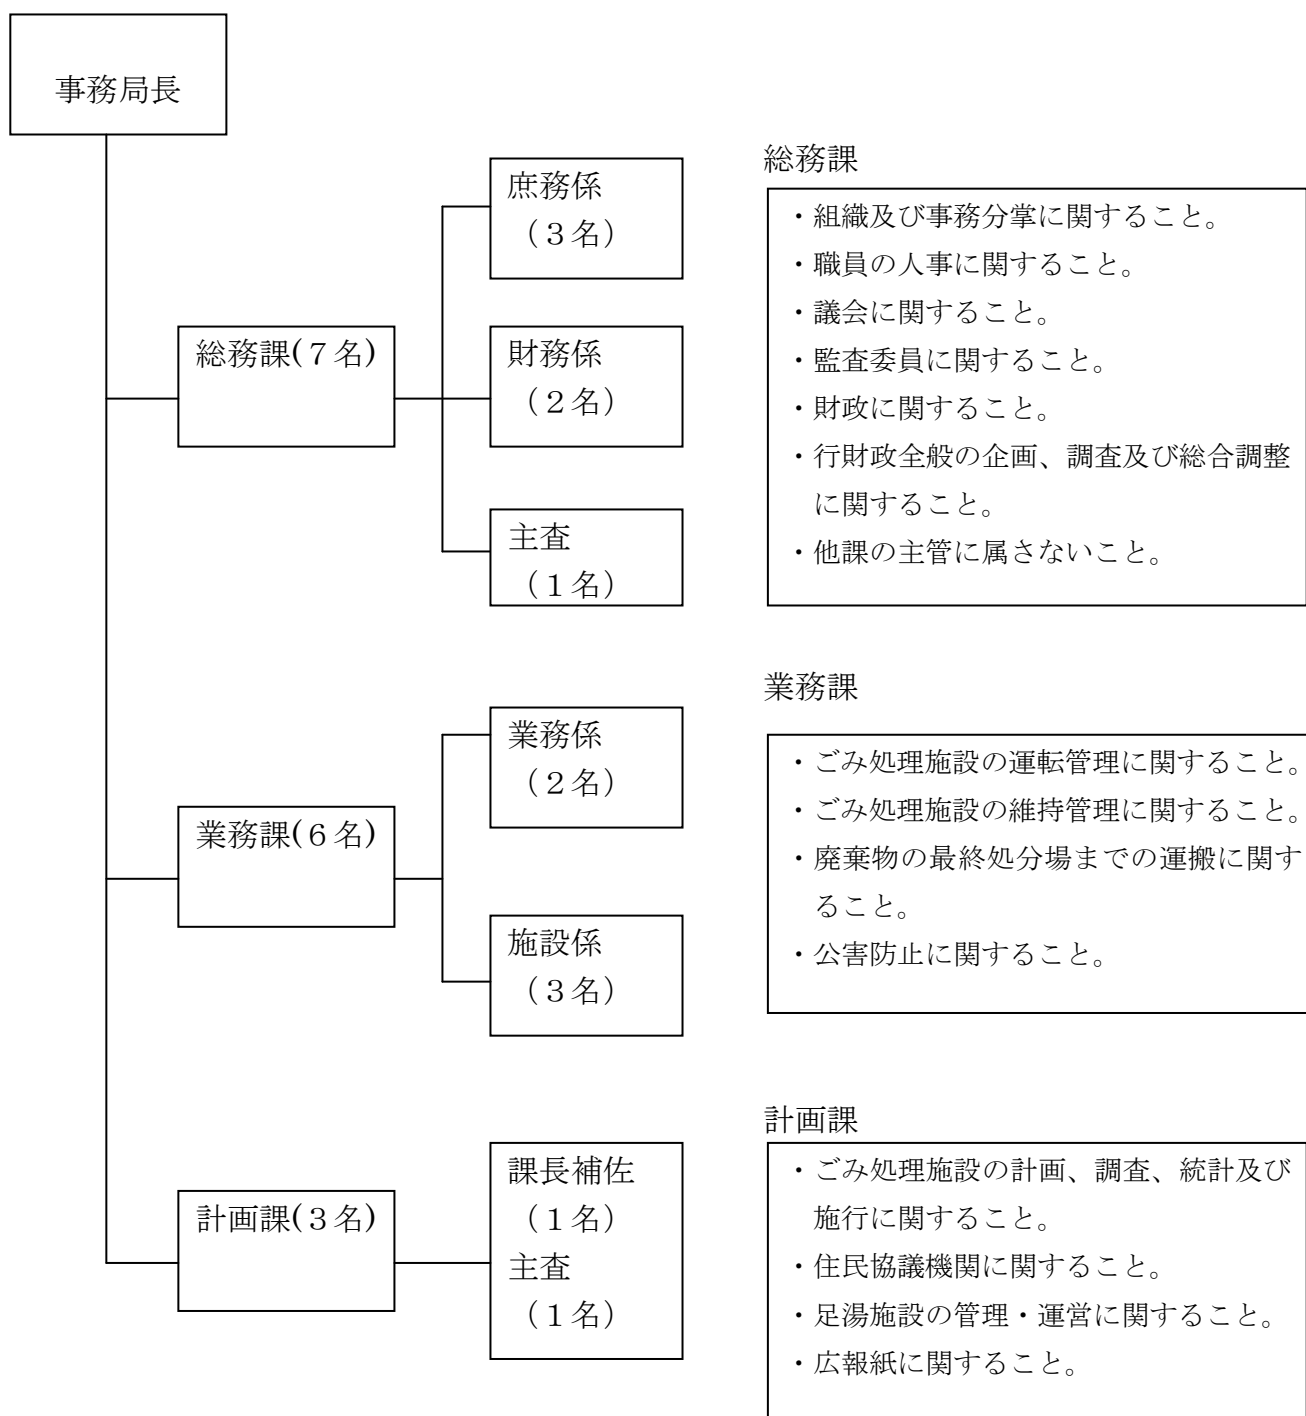 事務局長
総務課(７名)
庶務係
（３名）
財務係
（２名）
主査
（１名）
総務課
・組織及び事務分掌に関すること。
・職員の人事に関すること。
・議会に関すること。
・監査委員に関すること。
・財政に関すること。
・行財政全般の企画、調査及び総合調整
に関すること。
・他課の主管に属さないこと。
業務課(６名)
業務係
（２名）
施設係
（３名）
業務課
・ごみ処理施設の運転管理に関すること。
・ごみ処理施設の維持管理に関すること。
・廃棄物の最終処分場までの運搬に関す
ること。
・公害防止に関すること。
計画課(３名)
課長補佐
（１名）
主査
（１名）
計画課
・ごみ処理施設の計画、調査、統計及び
施行に関すること。
・住民協議機関に関すること。
・足湯施設の管理・運営に関すること。
・広報紙に関すること。